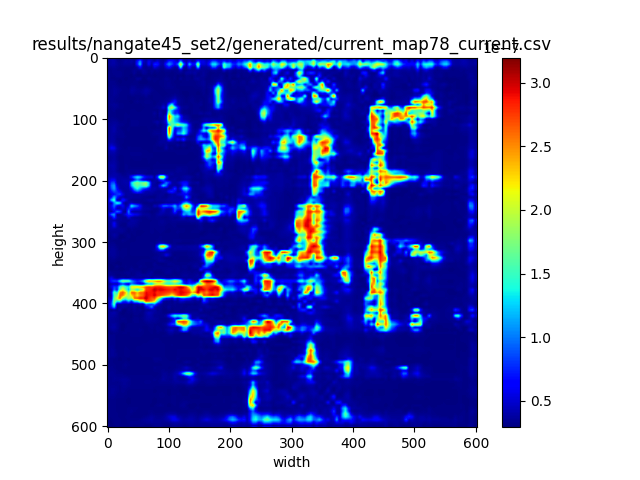 results/nangate45_set2/generated/current_map78_current.csv
1e−7
0
100
200
300
400
500
600
height
0 100 200 300 400 500 600
width
3.0
2.5
2.0
1.5
1.0
0.5